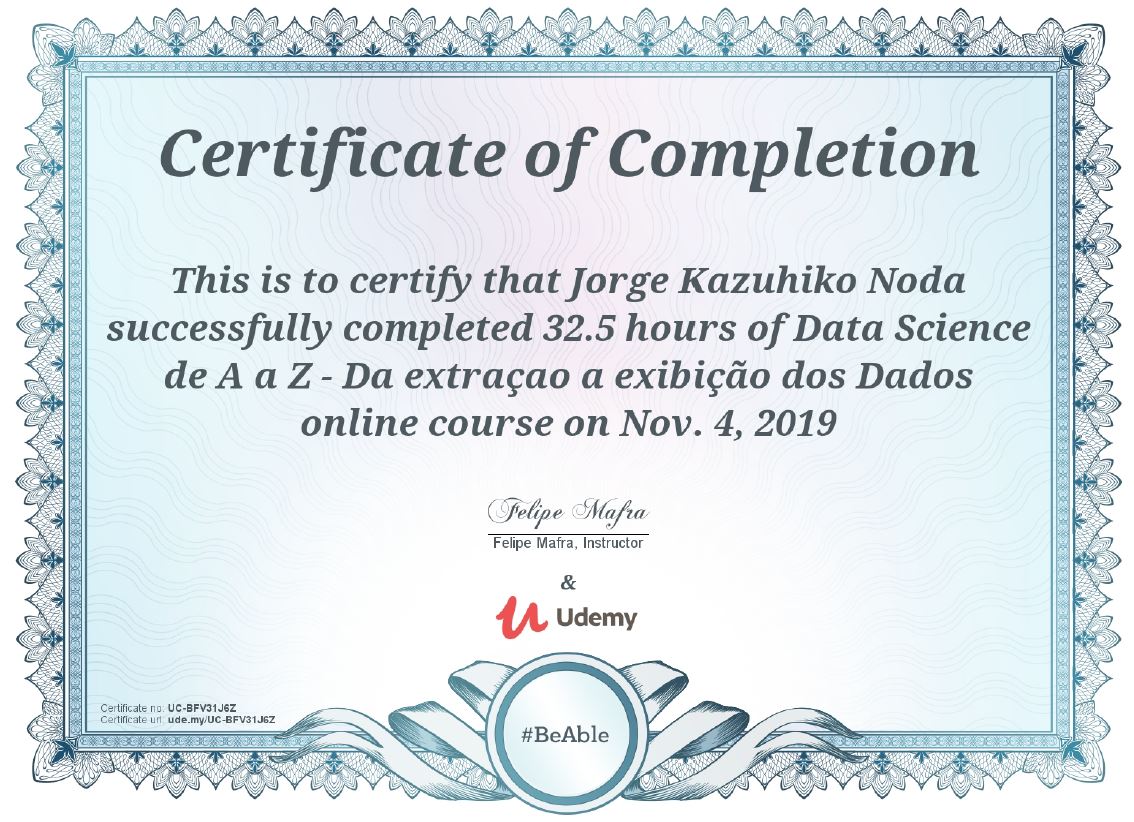 Certificate of Completion
This is to certify that Jorge Kazuhiko Noda
successfully completed 32.5 hours of Data Science
de A a Z - Da extraçao a exibição dos Dados
online course on Nov. 4, 2019
Felipe Mafra
Felipe Mafra, Instructor
&
Udemy
#BeAble
Certificate no: UC-BFV31J6Z
Certificate url: ude.my/UC-BFV31J6Z